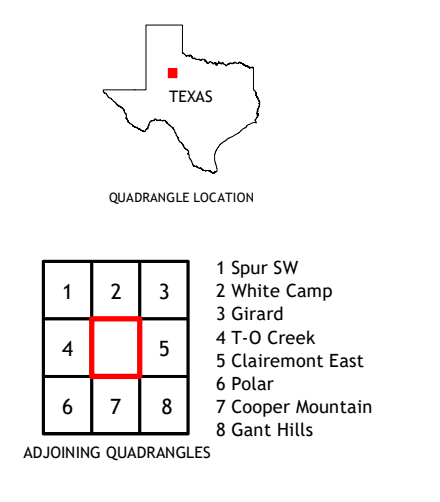 TEXAS
QUADRANGLE LOCATION
1 2 3
4 5
6 7 8
1 Spur SW
2 White Camp
3 Girard
4 T-O Creek
5 Clairemont East
6 Polar
7 Cooper Mountain
8 Gant Hills
ADJOINING QUADRANGLES